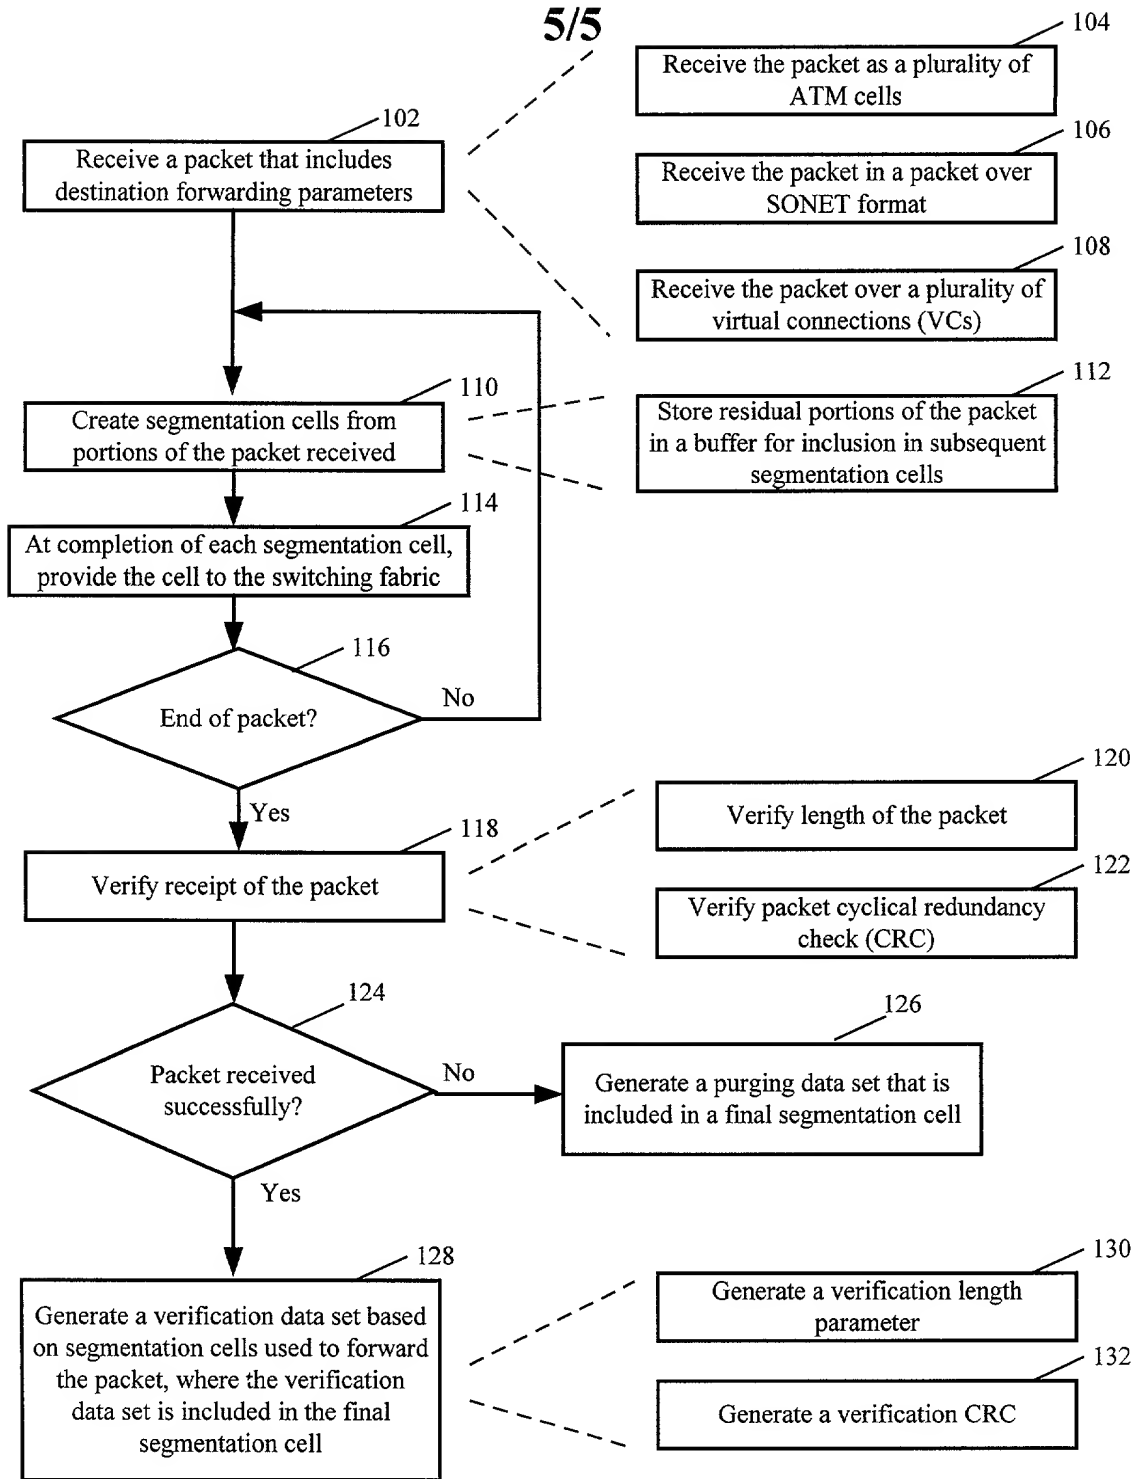 5/5
104
Receive the packet as a plurality of
ATM cells
102
Receive a packet that includes
destination forwarding parameters
106
Receive the packet in a packet over
SONET format
108
Receive the packet over a plurality of
virtual connections (VCs)
110
Create segmentation cells from
portions of the packet received
112
Store residual portions of the packet
in a buffer for inclusion in subsequent
segmentation cells
114
At completion of each segmentation cell,
provide the cell to the switching fabric
116
End of packet?
No
Yes
118
Verify receipt of the packet
120
Verify length of the packet
122
Verify packet cyclical redundancy
check (CRC)
124
Packet received
successfully?
No
126
Generate a purging data set that is
included in a final segmentation cell
Yes
128
Generate a verification data set based
on segmentation cells used to forward
the packet, where the verification
data set is included in the final
segmentation cell
130
Generate a verification length
parameter
132
Generate a verification CRC